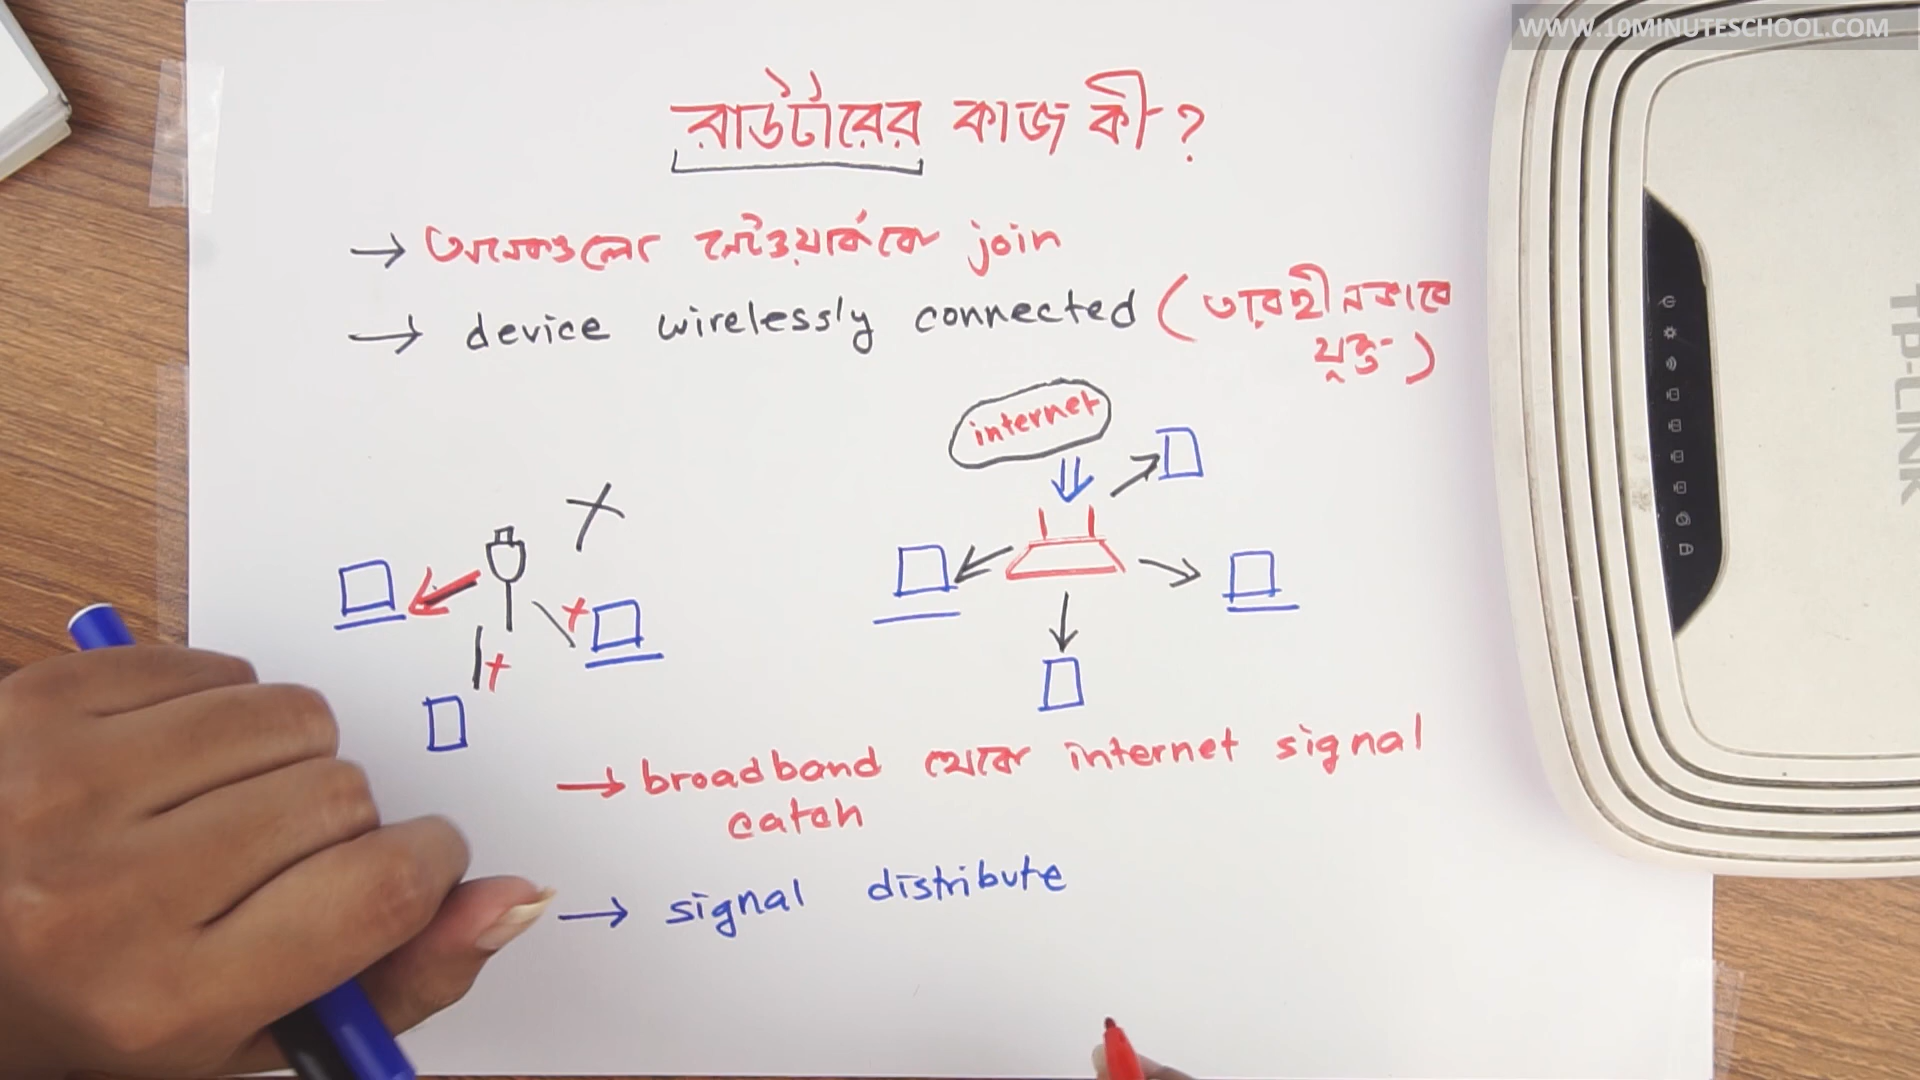 WWW.10MINUTESCHOOL.COM
রাউটারের কাজ কী?
→ অনেকগুলো নেটওয়ার্ককে join
→ device wirelessly connected (তারহীনভাবে
যুক্ত)
internet
→ broadband থেকে internet signal
catch
→ signal distribute
TP-LINK